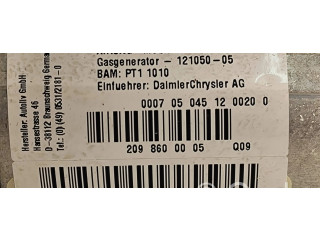 Gasgenerator - 121050-05
BAM: PT1 1010
Einfuehrer: DaimlerChrysler AG
0007 05 045 12 0020 0
209 860 00 05 Q09
Hersteller: Autoliv GmbH
Hansestrasse 46
D-38112 Braunschweig Germa
Tel.: (0) (49) 0531/2181-0